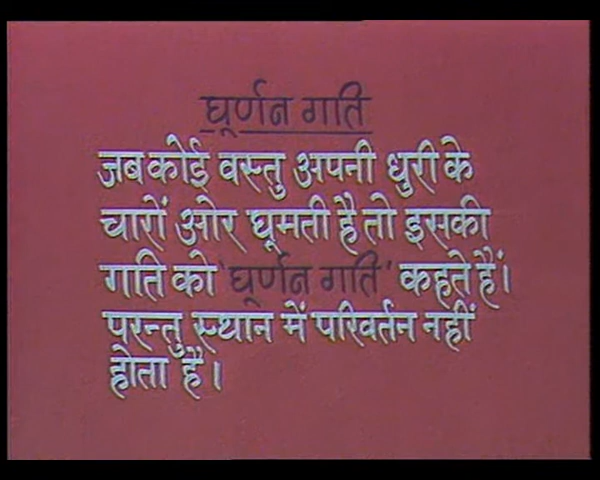 घूर्णन गति
जब कोई वस्तु अपनी धुरी के
चारों ओर घूमती है तो इसकी
गति को 'घूर्णन गति' कहते हैं।
परन्तु स्थान में परिवर्तन नहीं
होता है।